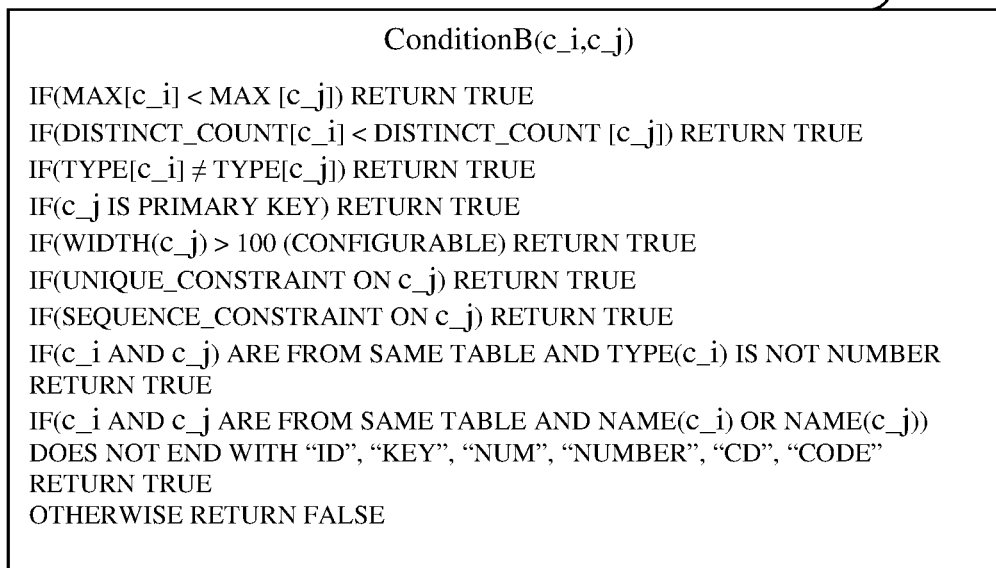 ConditionB(c_i,c_j)
IF(MAX[c_i] < MAX [c_j]) RETURN TRUE
IF(DISTINCT_COUNT[c_i] < DISTINCT_COUNT [c_j]) RETURN TRUE
IF(TYPE[c_i] ≠ TYPE[c_j]) RETURN TRUE
IF(c_j IS PRIMARY KEY) RETURN TRUE
IF(WIDTH(c_j) > 100 (CONFIGURABLE) RETURN TRUE
IF(UNIQUE_CONSTRAINT ON c_j) RETURN TRUE
IF(SEQUENCE_CONSTRAINT ON c_j) RETURN TRUE
IF(c_i AND c_j) ARE FROM SAME TABLE AND TYPE(c_i) IS NOT NUMBER
RETURN TRUE
IF(c_i AND c_j ARE FROM SAME TABLE AND NAME(c_i) OR NAME(c_j))
DOES NOT END WITH “ID”, “KEY”, “NUM”, “NUMBER”, “CD”, “CODE”
RETURN TRUE
OTHERWISE RETURN FALSE